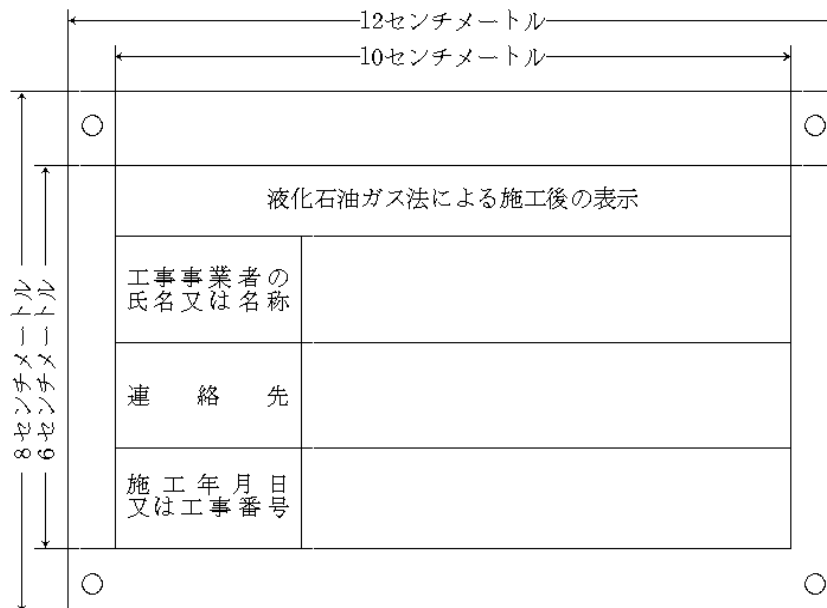 12センチメートル
10センチメートル
8センチメートル
6センチメートル
液化石油ガス法による施工後の表示
工事事業者の
氏名又は名称
連絡先
施工年月日
又は工事番号